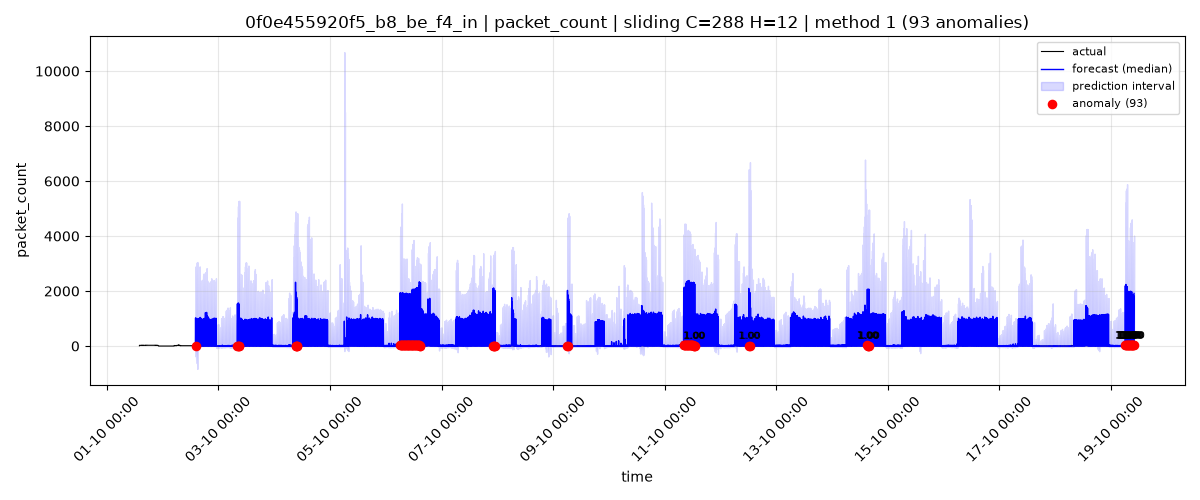 0f0e455920f5_b8_be_f4_in | packet_count | sliding C=288 H=12 | method 1 (93 anomalies)
actual
forecast (median)
prediction interval
anomaly (93)
packet_count
10000
8000
6000
4000
2000
0
1.00
1.00
1.00
01-10 00:00
03-10 00:00
05-10 00:00
07-10 00:00
09-10 00:00
11-10 00:00
13-10 00:00
15-10 00:00
17-10 00:00
19-10 00:00
time